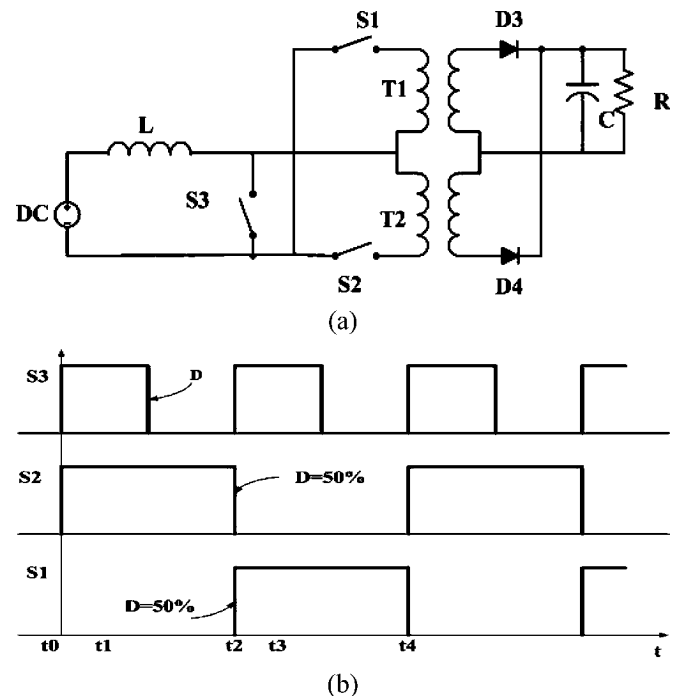 S1
D3
T1
C
R
L
S3
DC
T2
S2
D4
(a)
S3
D
S2
D=50%
S1
D=50%
t0 t1 t2 t3 t4 t
(b)